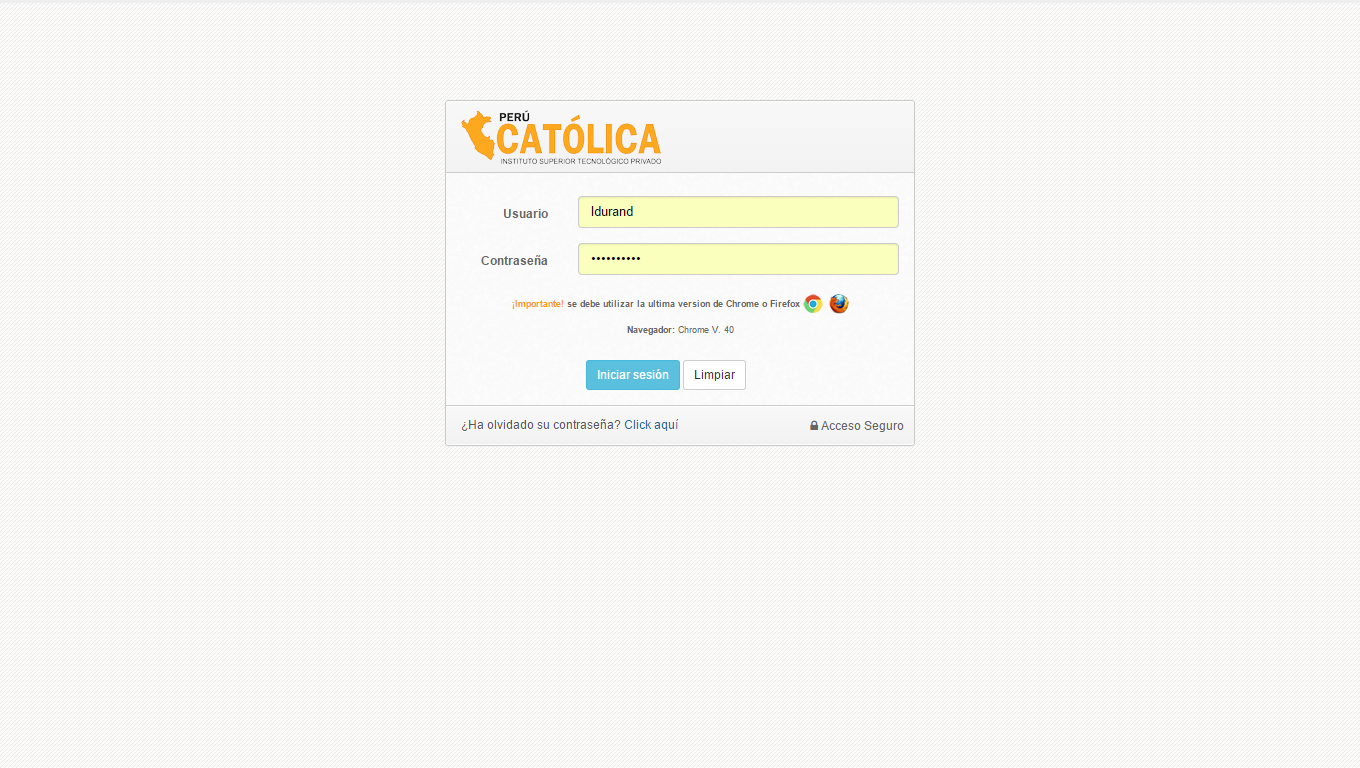 PERÚ
CATÓLICA
INSTITUTO SUPERIOR TECNOLÓGICO PRIVADO
Usuario ldurand
Contraseña ••••••••••
¡Importante! se debe utilizar la ultima version de Chrome o Firefox
Navegador: Chrome V. 40
Iniciar sesión Limpiar
¿Ha olvidado su contraseña? Click aquí Acceso Seguro